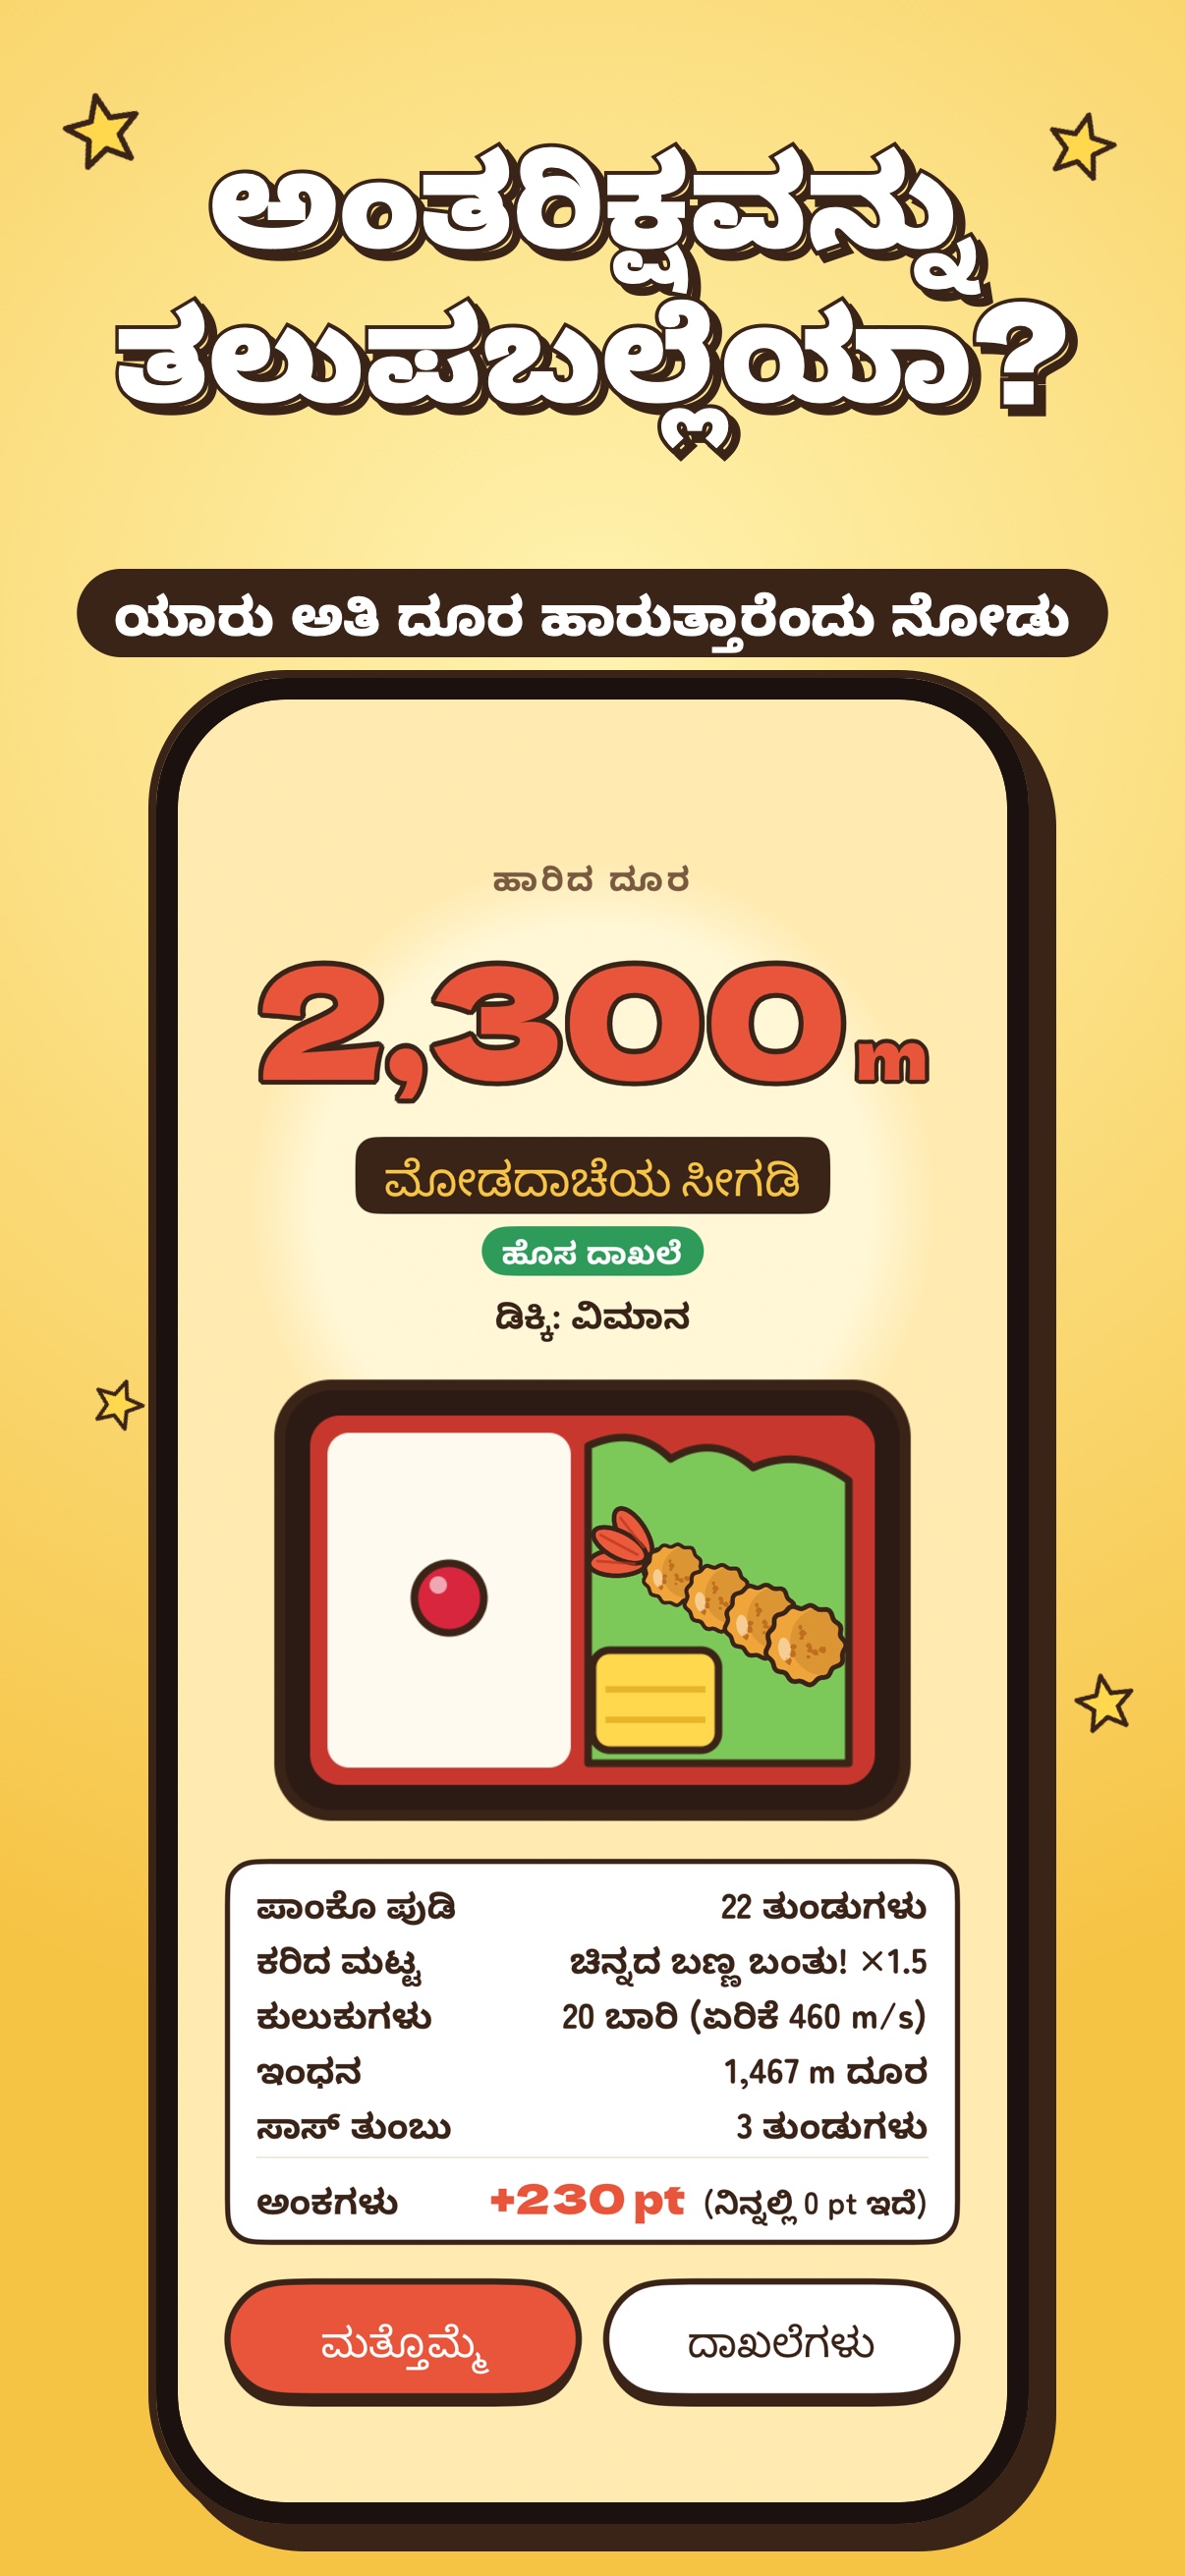 ಅಂತರಿಕ್ಷವನ್ನು
ತಲುಪಬಲ್ಲೆಯಾ?
ಯಾರು ಅತಿ ದೂರ ಹಾರುತ್ತಾರೆಂದು ನೋಡು
ಹಾರಿದ ದೂರ
2,300 m
ಮೋಡದಾಚೆಯ ಸೀಗಡಿ
ಹೊಸ ದಾಖಲೆ
ಡಿಕ್ಕಿ: ವಿಮಾನ
ಪಾಂಕೊ ಪುಡಿ 22 ತುಂಡುಗಳು
ಕರಿದ ಮಟ್ಟ ಚಿನ್ನದ ಬಣ್ಣ ಬಂತು! ×1.5
ಕುಲುಕುಗಳು 20 ಬಾರಿ (ಏರಿಕೆ 460 m/s)
ಇಂಧನ 1,467 m ದೂರ
ಸಾಸ್ ತುಂಬು 3 ತುಂಡುಗಳು
ಅಂಕಗಳು +230 pt (ನಿನ್ನಲ್ಲಿ 0 pt ಇದೆ)
ಮತ್ತೊಮ್ಮೆ ದಾಖಲೆಗಳು